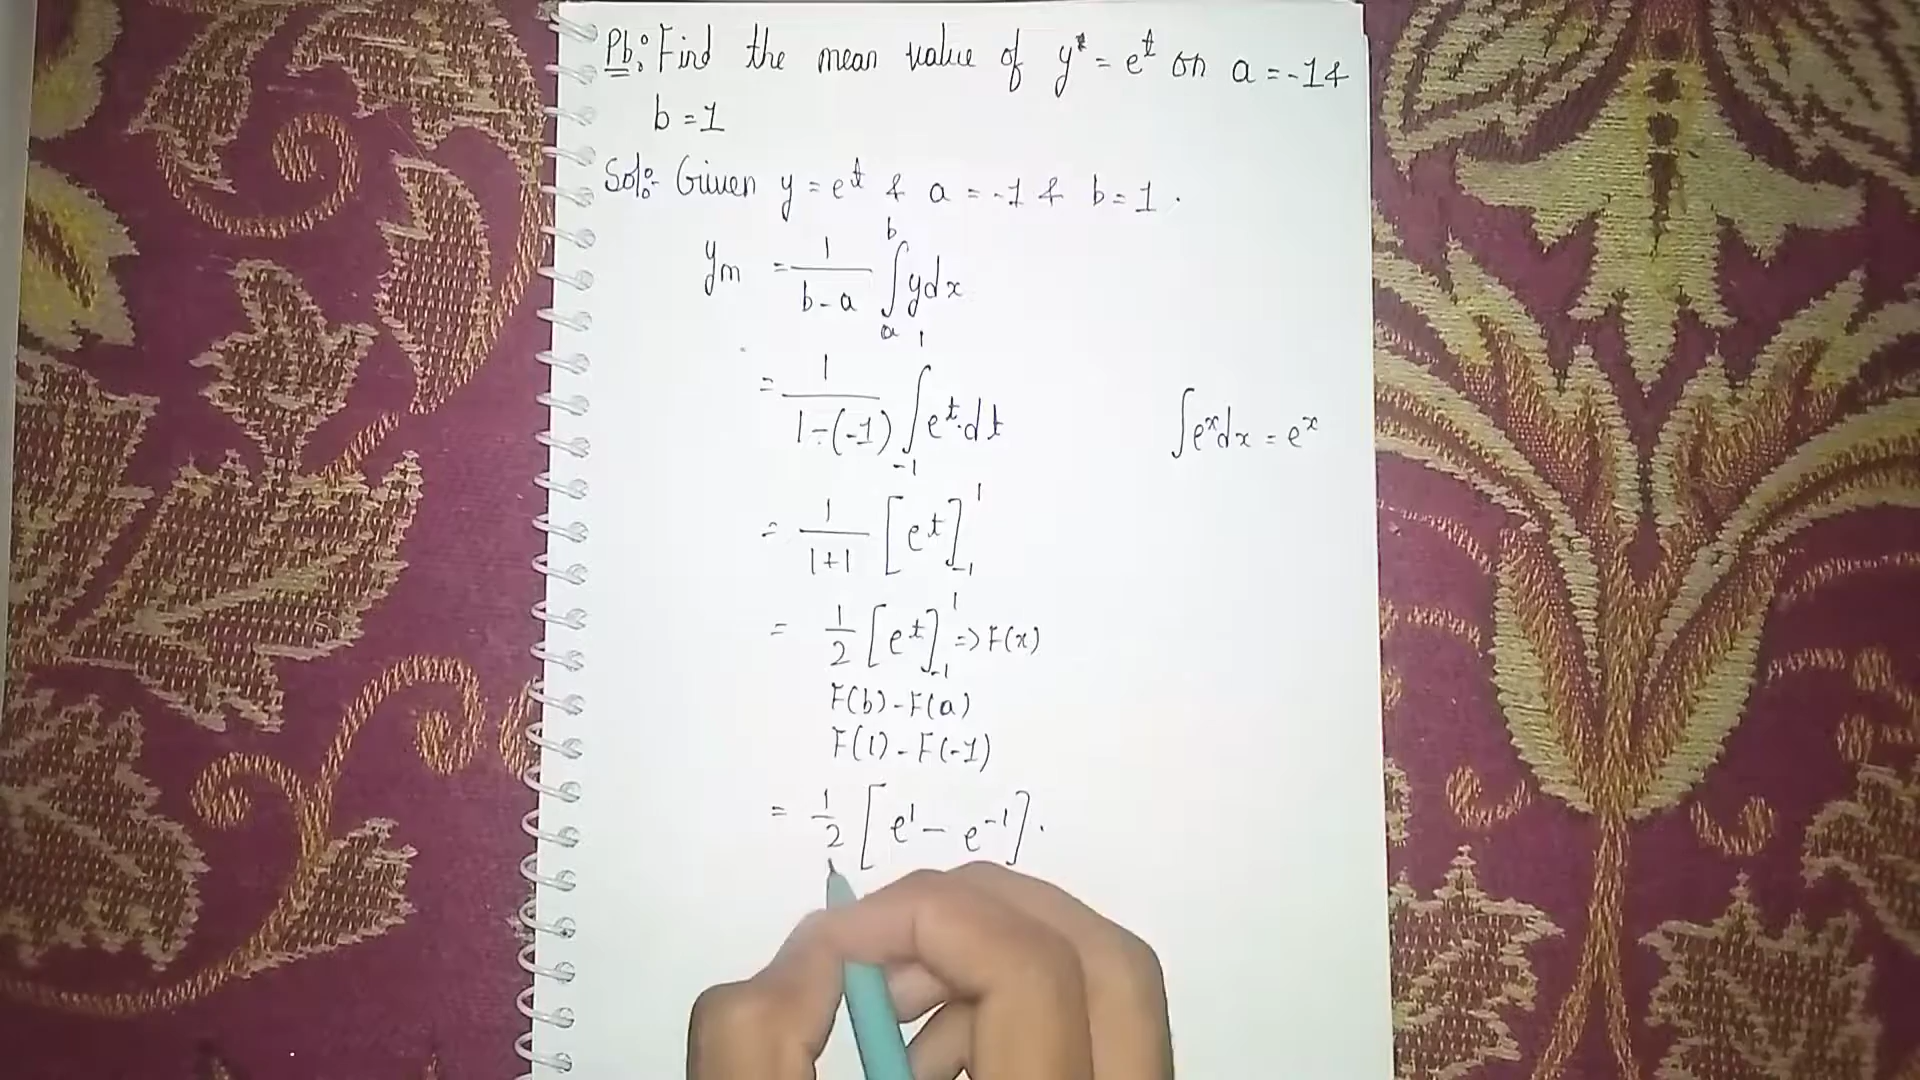 Pb: Find the mean value of y = e^t on a = -1 &
b = 1
Sol:- Given y = e^t & a = -1 & b = 1.
ym = 1/(b-a) ∫_a^b y dx
= 1/(1-(-1)) ∫_-1^1 e^t.dt
∫e^x dx = e^x
= 1/(1+1) [e^t]_-1^1
= 1/2 [e^t]_-1^1 => F(x)
F(b)-F(a)
F(1)-F(-1)
= 1/2 [e^1 - e^-1].